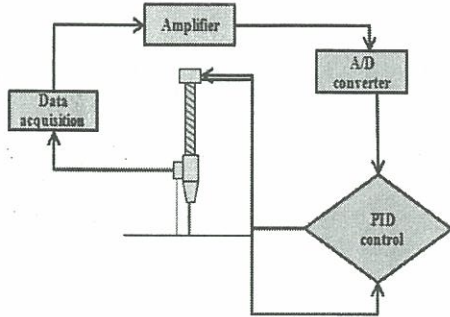 Amplifier
A/D
converter
Data
acquisition
PID
control